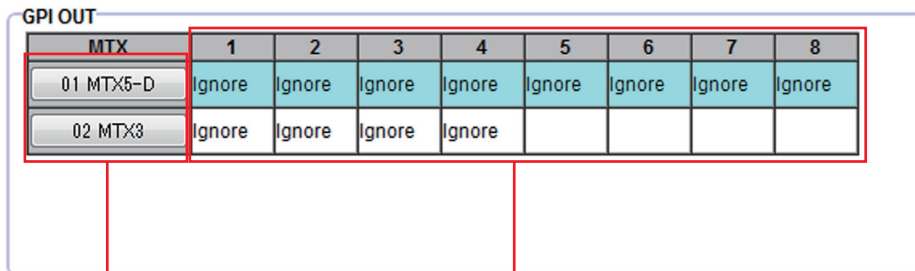 GPI OUT
MTX 1 2 3 4 5 6 7 8
01 MTX5-D Ignore Ignore Ignore Ignore Ignore Ignore Ignore Ignore
02 MTX3 Ignore Ignore Ignore Ignore